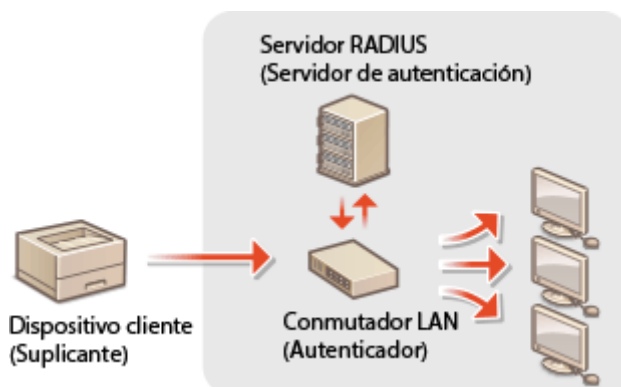 Servidor RADIUS
(Servidor de autenticación)
Dispositivo cliente
(Suplicante)
Conmutador LAN
(Autenticador)